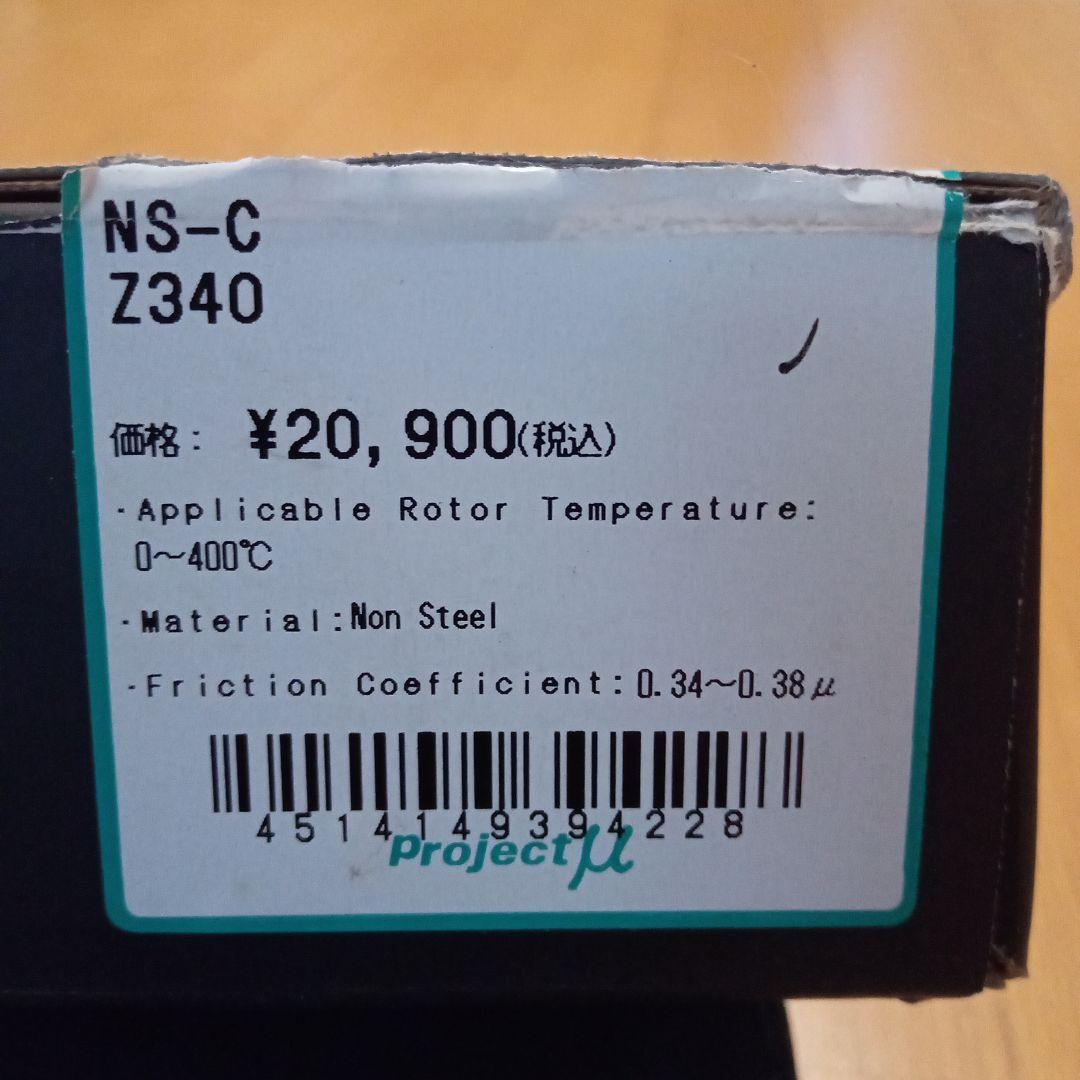 NS-C
Z340
価格: ¥20,900(税込)
・Applicable Rotor Temperature:
0～400℃
・Material:Non Steel
・Friction Coefficient:0.34～0.38μ
4514149394228
Projectμ